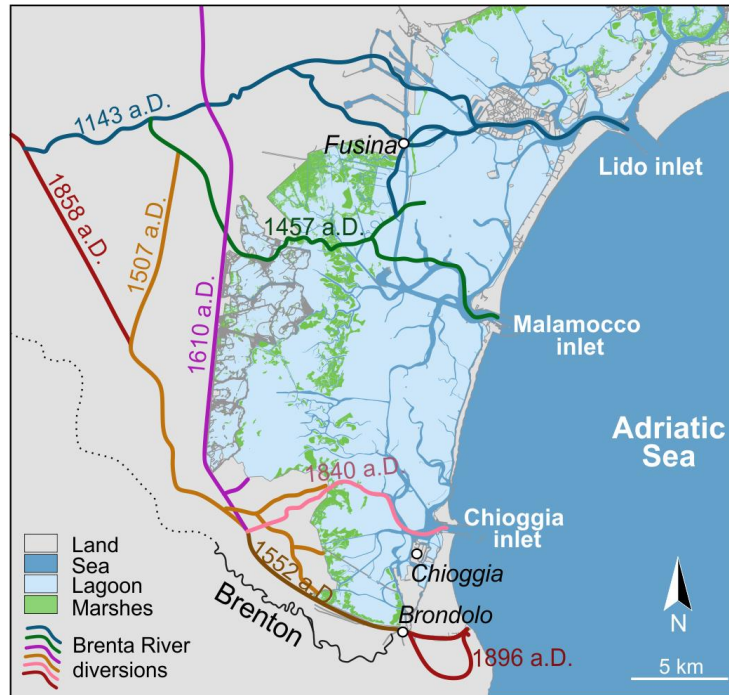 1143 a.D.
Fusina
Lido inlet
1858 a.D.
1507 a.D.
1457 a.D.
1610 a.D.
Malamocco
inlet
Adriatic
Sea
1840 a.D
Chioggia
inlet
Land
Sea
Lagoon
Marshes
Brenta River
diversions
1552 a.D.
Chioggia
Brenton
Brondolo
1896 a.D.
N
5 km